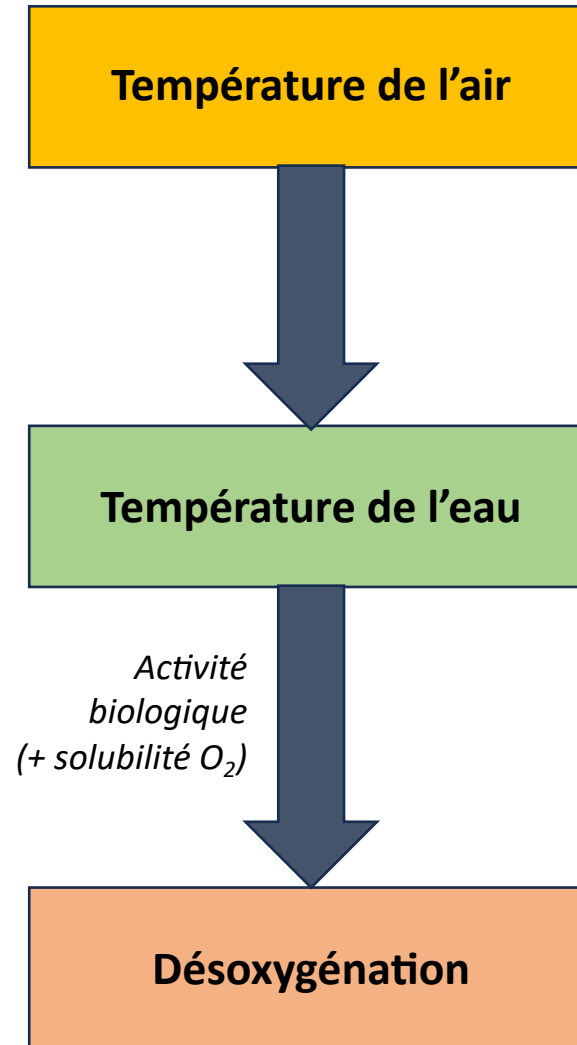 Température de l’air
Température de l’eau
Activité
biologique
(+ solubilité O₂)
Désoxygénation